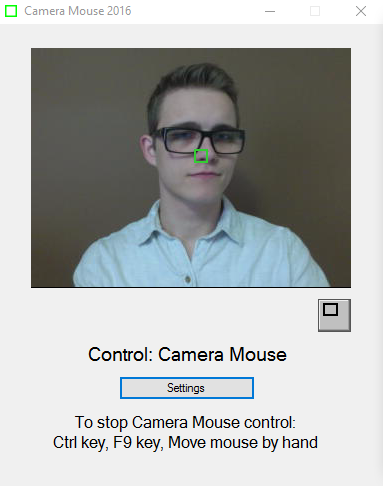 Camera Mouse 2016
Control: Camera Mouse
Settings
To stop Camera Mouse control:
Ctrl key, F9 key, Move mouse by hand